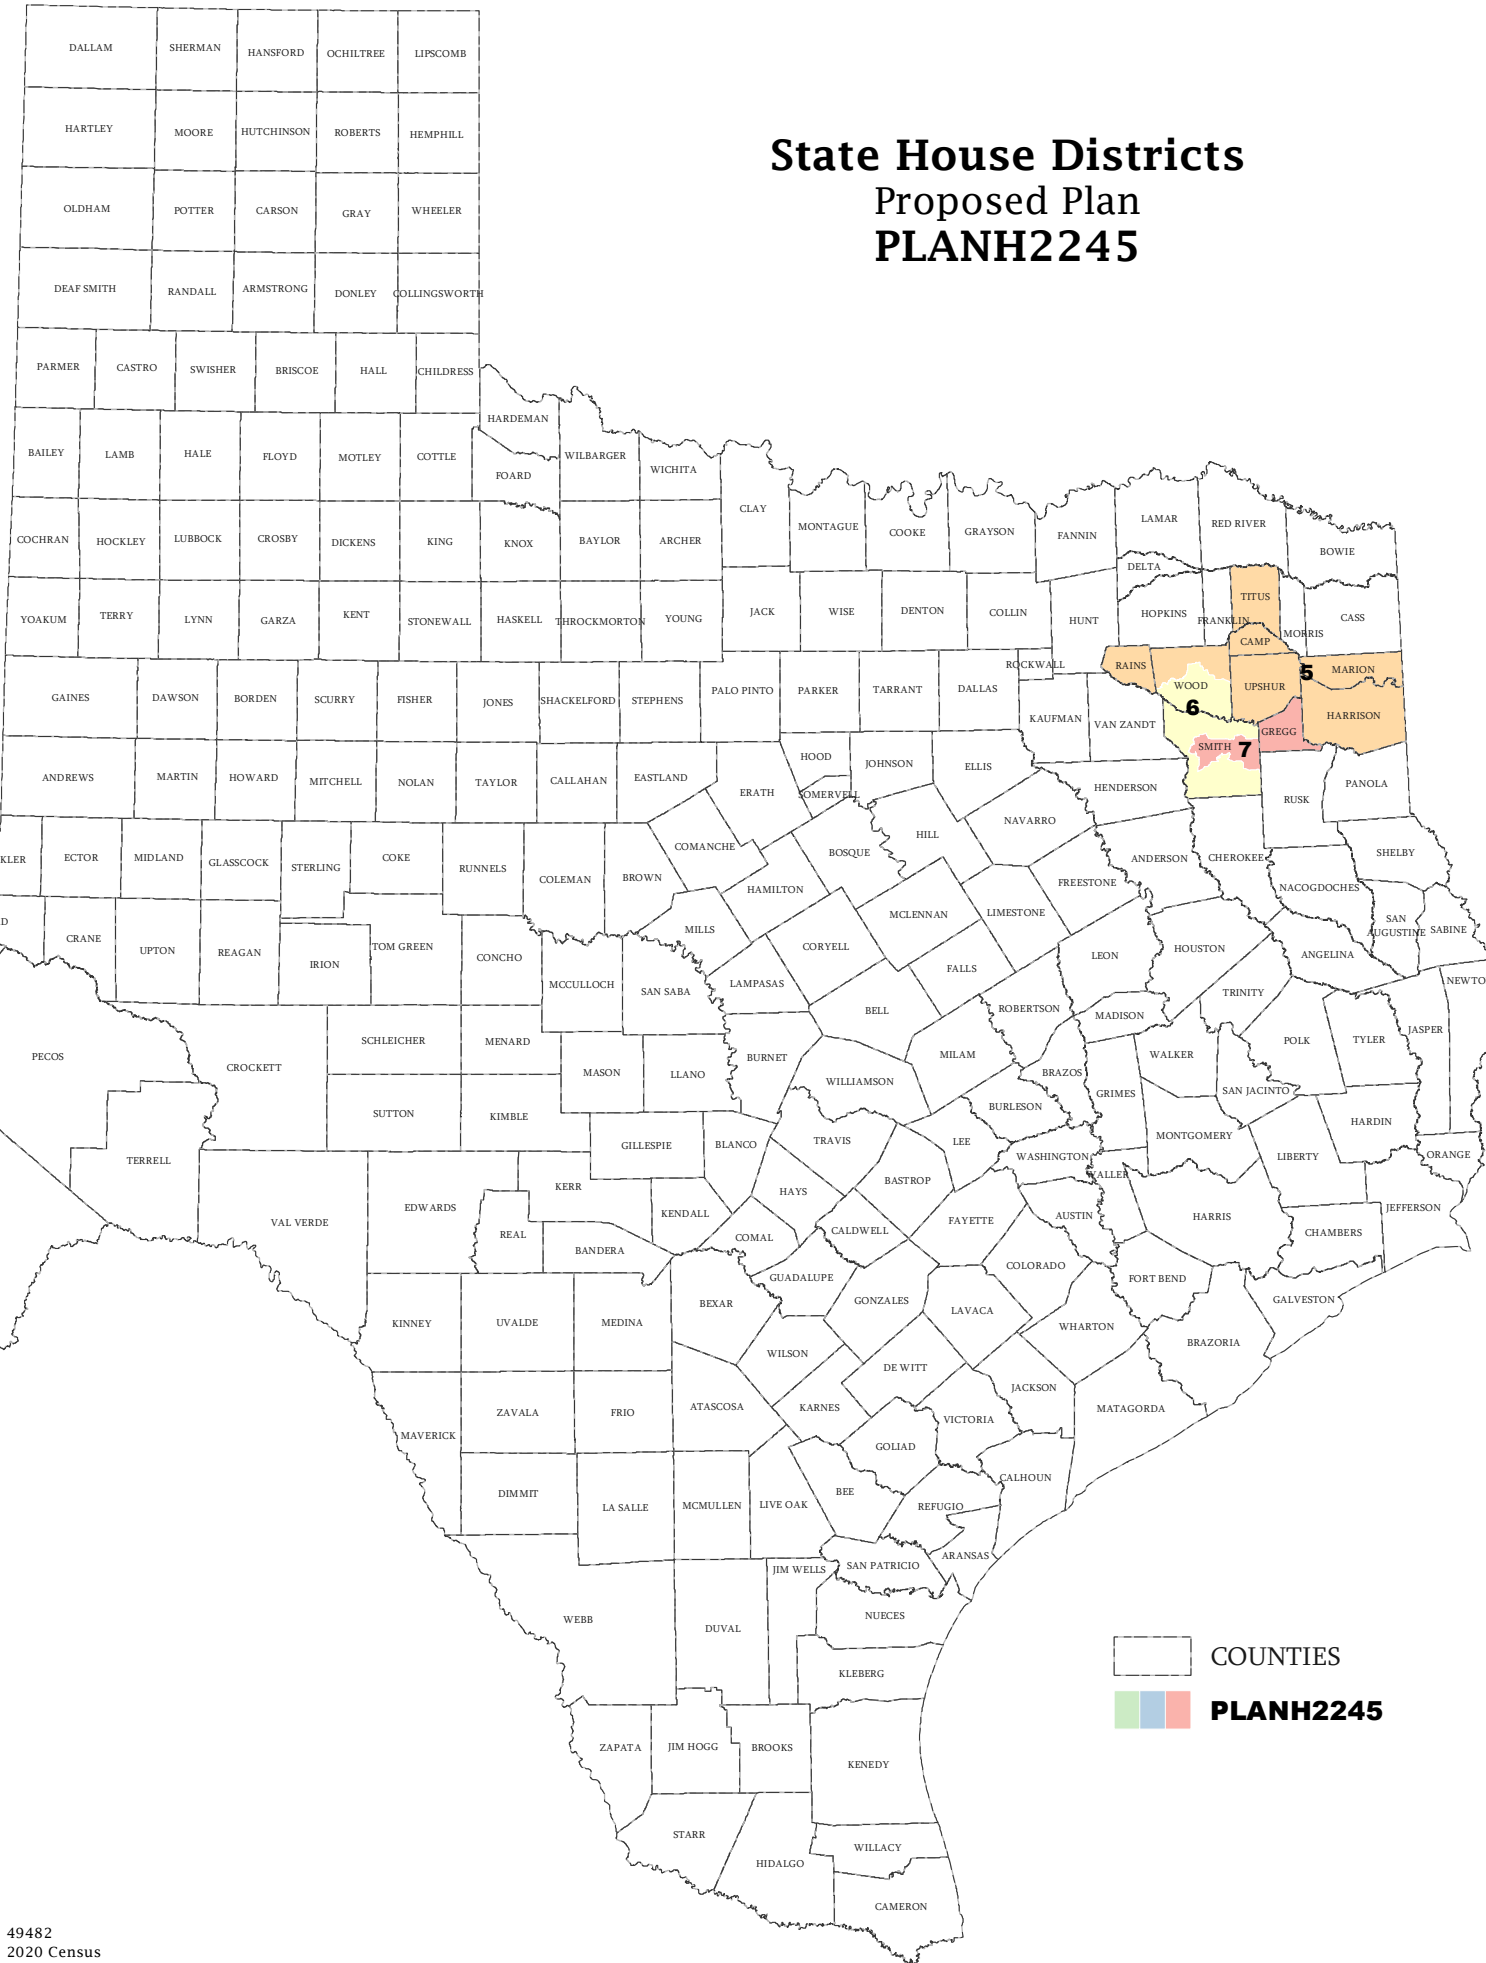 State House Districts
Proposed Plan
PLANH2245
DALLAM
SHERMAN
HANSFORD
OCHILTREE
LIPSCOMB
HARTLEY
MOORE
HUTCHINSON
ROBERTS
HEMPHILL
OLDHAM
POTTER
CARSON
GRAY
WHEELER
DEAF SMITH
RANDALL
ARMSTRONG
DONLEY
COLLINGSWORTH
PARMER
CASTRO
SWISHER
BRISCOE
HALL
CHILDRESS
HARDEMAN
BAILEY
LAMB
HALE
FLOYD
MOTLEY
COTTLE
FOARD
WILBARGER
WICHITA
CLAY
MONTAGUE
COOKE
GRAYSON
FANNIN
LAMAR
RED RIVER
BOWIE
DELTA
COCHRAN
HOCKLEY
LUBBOCK
CROSBY
DICKENS
KING
KNOX
BAYLOR
ARCHER
YOAKUM
TERRY
LYNN
GARZA
KENT
STONEWALL
HASKELL
THROCKMORTON
YOUNG
JACK
WISE
DENTON
COLLIN
HUNT
HOPKINS
FRANKLIN
TITUS
CAMP
MORRIS
CASS
ROCKWALL
RAINS
WOOD
UPSHUR
5
MARION
6
HARRISON
GAINES
DAWSON
BORDEN
SCURRY
FISHER
JONES
SHACKELFORD
STEPHENS
PALO PINTO
PARKER
TARRANT
DALLAS
KAUFMAN
VAN ZANDT
SMITH
7
GREGG
ANDREWS
MARTIN
HOWARD
MITCHELL
NOLAN
TAYLOR
CALLAHAN
EASTLAND
ERATH
HOOD
SOMERVELL
JOHNSON
ELLIS
HENDERSON
RUSK
PANOLA
NAVARRO
HILL
BOSQUE
COMANCHE
KLER
ECTOR
MIDLAND
GLASSCOCK
STERLING
COKE
RUNNELS
COLEMAN
BROWN
HAMILTON
ANDERSON
CHEROKEE
SHELBY
NACOGDOCHES
FREESTONE
LIMESTONE
MCLENNAN
D
CRANE
UPTON
REAGAN
IRION
TOM GREEN
CONCHO
MCCULLOCH
SAN SABA
MILLS
LAMPASAS
CORYELL
FALLS
LEON
HOUSTON
ANGELINA
SAN
AUGUSTINE
SABINE
NEWTO
BELL
ROBERTSON
MADISON
TRINITY
POLK
TYLER
JASPER
PECOS
CROCKETT
SCHLEICHER
MENARD
MASON
LLANO
BURNET
WILLIAMSON
MILAM
BRAZOS
GRIMES
WALKER
SAN JACINTO
SUTTON
KIMBLE
GILLESPIE
BLANCO
TRAVIS
LEE
BURLESON
WASHINGTON
MONTGOMERY
LIBERTY
HARDIN
ORANGE
TERRELL
VAL VERDE
EDWARDS
KERR
REAL
KENDALL
BANDERA
HAYS
COMAL
CALDWELL
BASTROP
FAYETTE
AUSTIN
WALLER
HARRIS
CHAMBERS
JEFFERSON
GALVESTON
FORT BEND
COLORADO
GUADALUPE
GONZALES
LAVACA
WHARTON
BRAZORIA
KINNEY
UVALDE
MEDINA
BEXAR
WILSON
DE WITT
JACKSON
MATAGORDA
MAVERICK
ZAVALA
FRIO
ATASCOSA
KARNES
VICTORIA
GOLIAD
CALHOUN
DIMMIT
LA SALLE
MCMULLEN
LIVE OAK
BEE
REFUGIO
ARANSAS
SAN PATRICIO
JIM WELLS
WEBB
DUVAL
NUECES
KLEBERG
COUNTIES
PLANH2245
ZAPATA
JIM HOGG
BROOKS
KENEDY
STARR
HIDALGO
WILLACY
CAMERON
49482
2020 Census